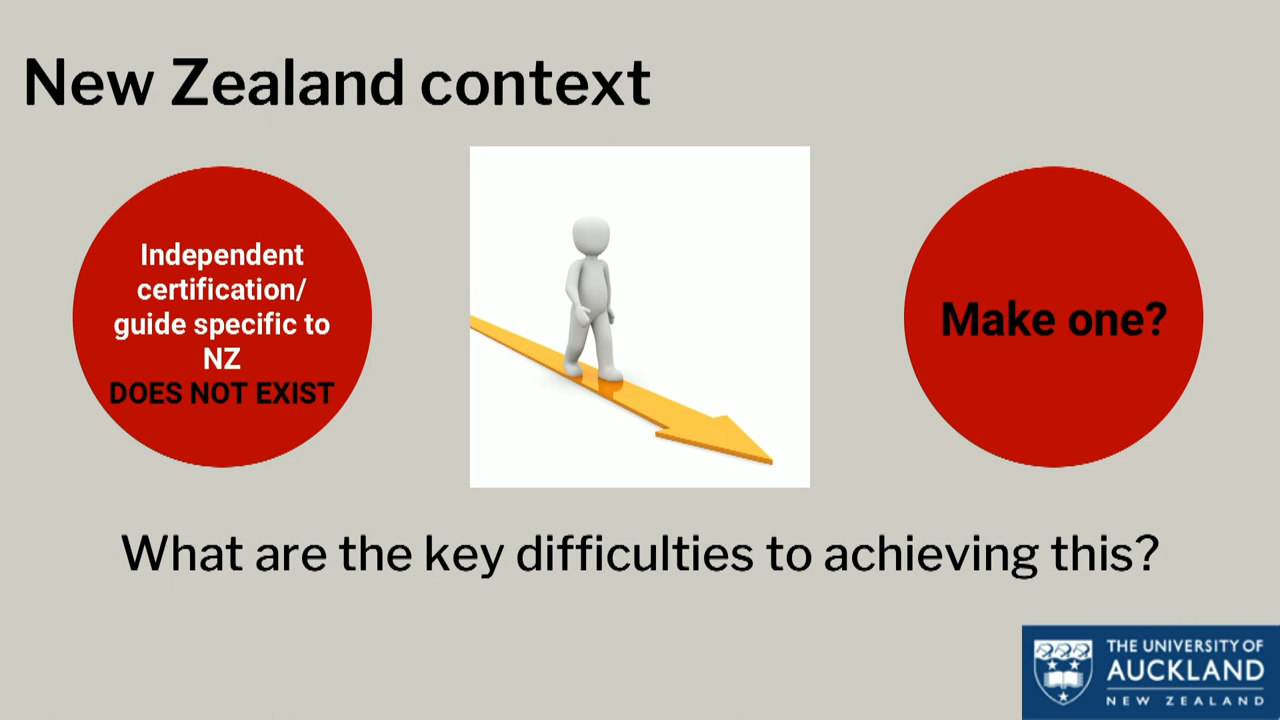 New Zealand context
Independent
certification/
guide specific to
NZ
DOES NOT EXIST
Make one?
What are the key difficulties to achieving this?
THE UNIVERSITY OF
AUCKLAND
NEW ZEALAND